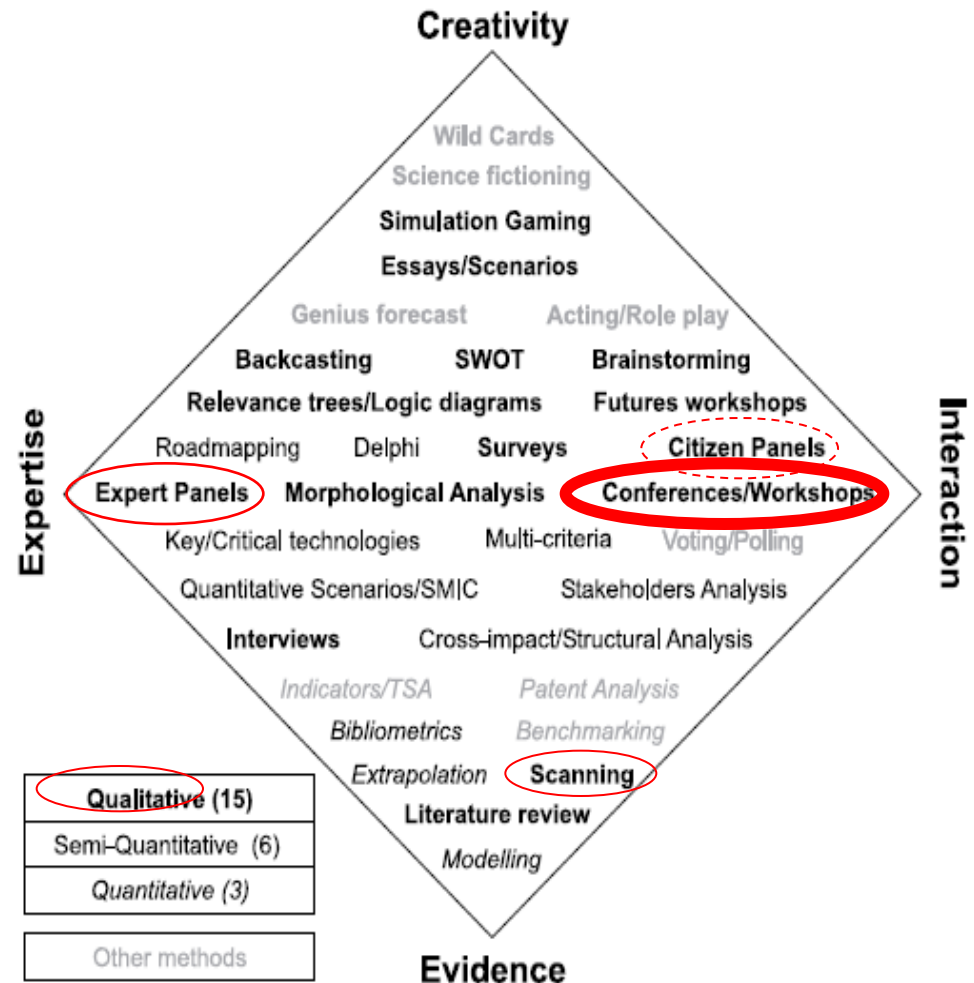 Creativity
Wild Cards
Science fictioning
Simulation Gaming
Essays/Scenarios
Genius forecast Acting/Role play
Backcasting SWOT Brainstorming
Relevance trees/Logic diagrams Futures workshops
Roadmapping Delphi Surveys Citizen Panels
Expert Panels Morphological Analysis Conferences/Workshops
Key/Critical technologies Multi-criteria Voting/Polling
Quantitative Scenarios/SMIC Stakeholders Analysis
Interviews Cross-impact/Structural Analysis
Indicators/TSA Patent Analysis
Bibliometrics Benchmarking
Extrapolation Scanning
Literature review
Modelling
Evidence
Expertise
Interaction
Qualitative (15)
Semi-Quantitative (6)
Quantitative (3)
Other methods